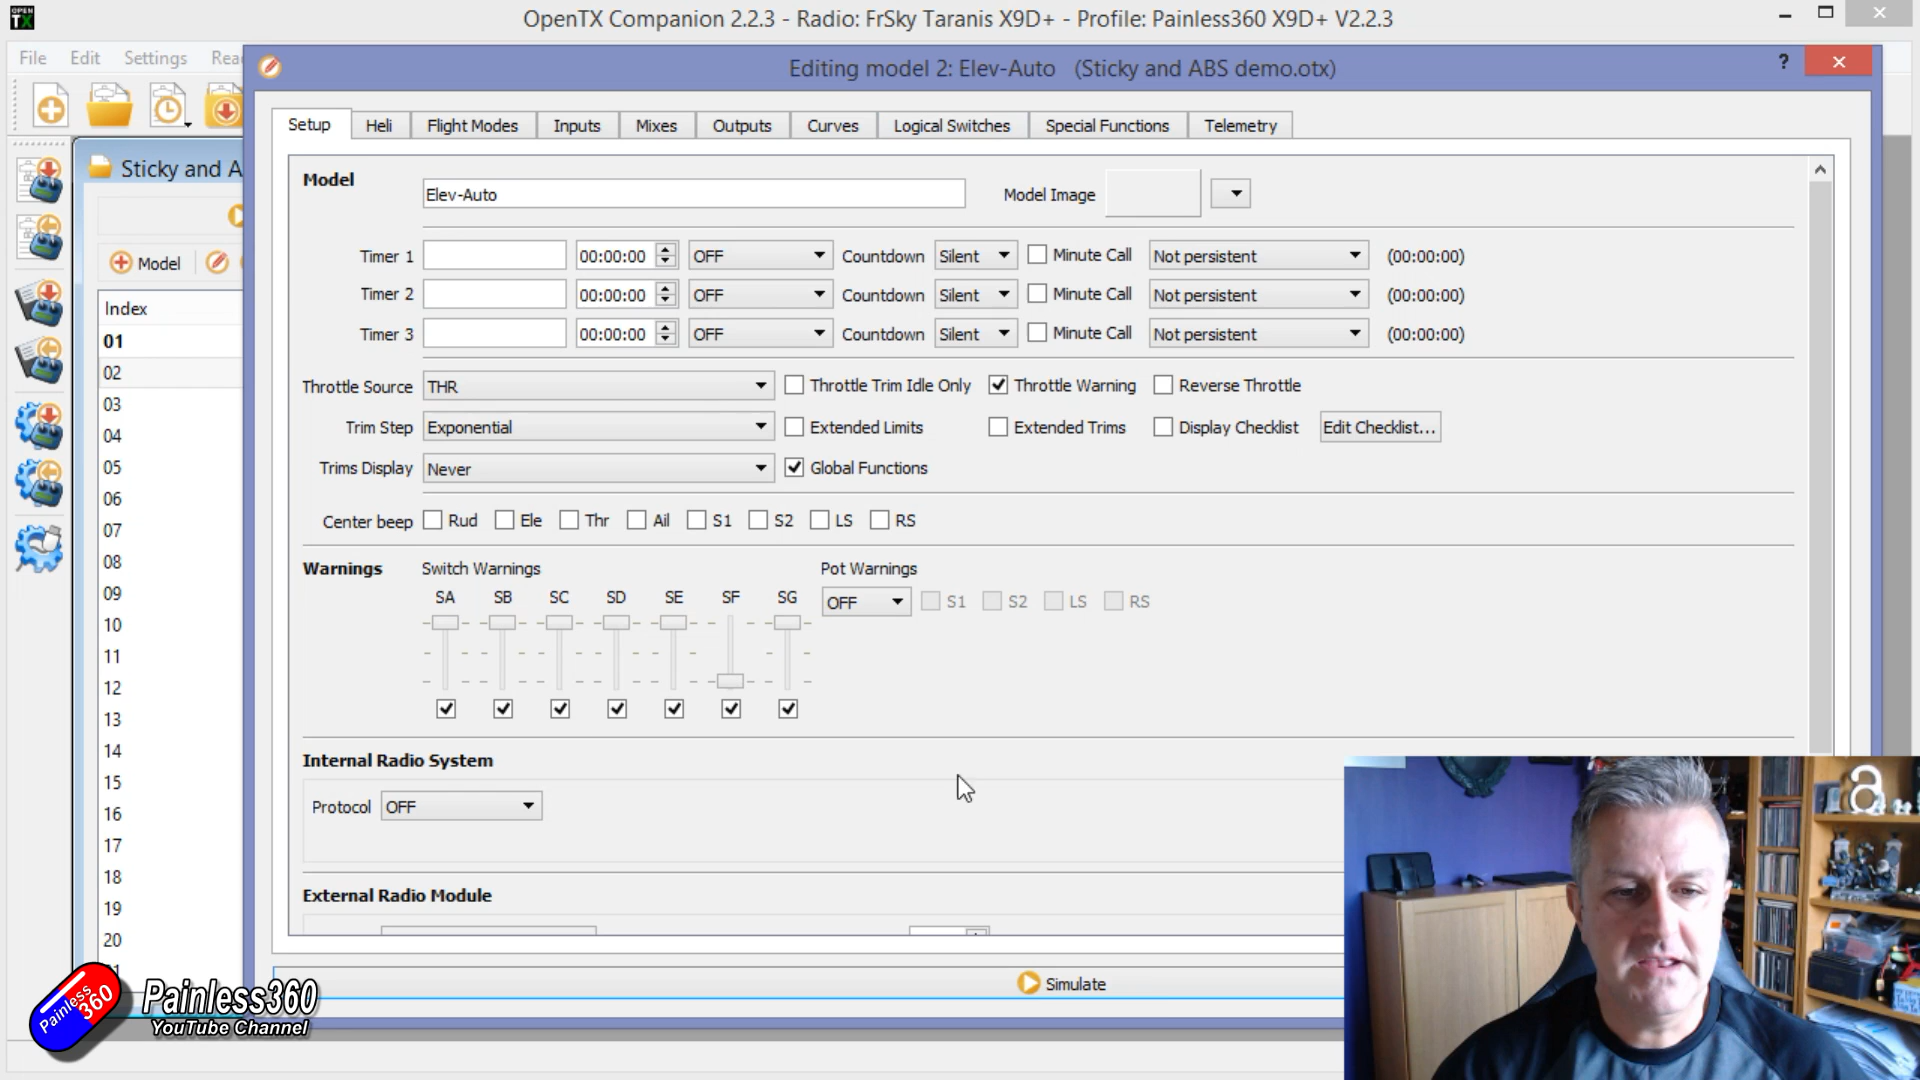 OpenTX Companion 2.2.3 - Radio: FrSky Taranis X9D+ - Profile: Painless360 X9D+ V2.2.3
File Edit Settings
Editing model 2: Elev-Auto (Sticky and ABS demo.otx)
?
Setup Heli Flight Modes Inputs Mixes Outputs Curves Logical Switches Special Functions Telemetry
Sticky and A
Model Elev-Auto Model Image
Timer 1 00:00:00 OFF Countdown Silent Minute Call Not persistent (00:00:00)
Model
Timer 2 00:00:00 OFF Countdown Silent Minute Call Not persistent (00:00:00)
Index
Timer 3 00:00:00 OFF Countdown Silent Minute Call Not persistent (00:00:00)
01
02
03
04
05
06
07
08
09
10
11
12
13
14
15
16
17
18
19
20
Throttle Source THR Throttle Trim Idle Only Throttle Warning Reverse Throttle
Trim Step Exponential Extended Limits Extended Trims Display Checklist Edit Checklist...
Trims Display Never Global Functions
Center beep Rud Ele Thr Ail S1 S2 LS RS
Warnings Switch Warnings Pot Warnings
SA SB SC SD SE SF SG
OFF S1 S2 LS RS
Internal Radio System
Protocol OFF
External Radio Module
Simulate
Painless360
YouTube Channel
Painless
360
a